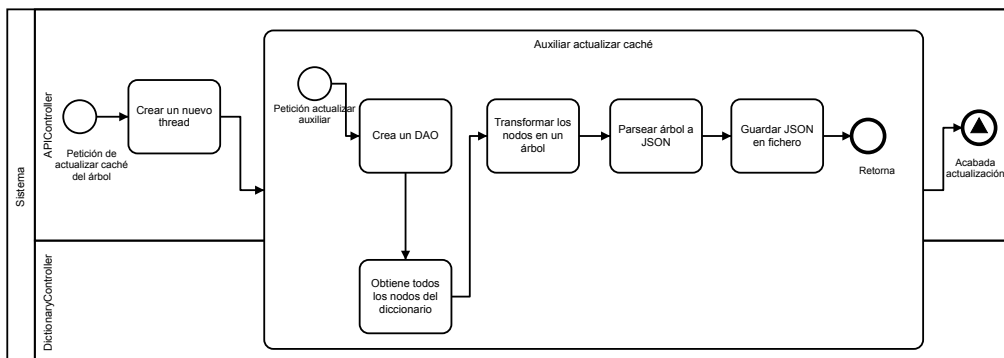 Sistema
APIController
DictionaryController
Petición de
actualizar caché
del árbol
Crear un nuevo
thread
Auxiliar actualizar caché
Petición actualizar
auxiliar
Crea un DAO
Obtiene todos
los nodos del
diccionario
Transformar los
nodos en un
árbol
Parsear árbol a
JSON
Guardar JSON
en fichero
Retorna
Acabada
actualización